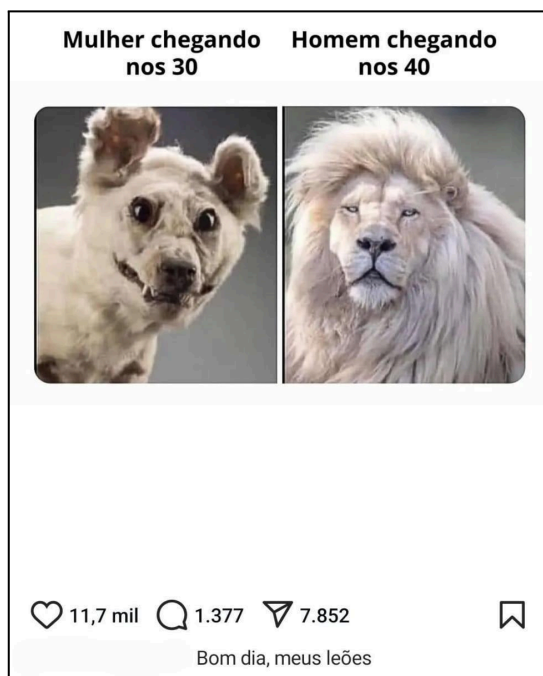 Mulher chegando
nos 30
Homem chegando
nos 40
11,7 mil 1.377 7.852
Bom dia, meus leões